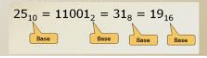 25₁₀ = 11001₂ = 31₈ = 19₁₆
Base Base Base Base